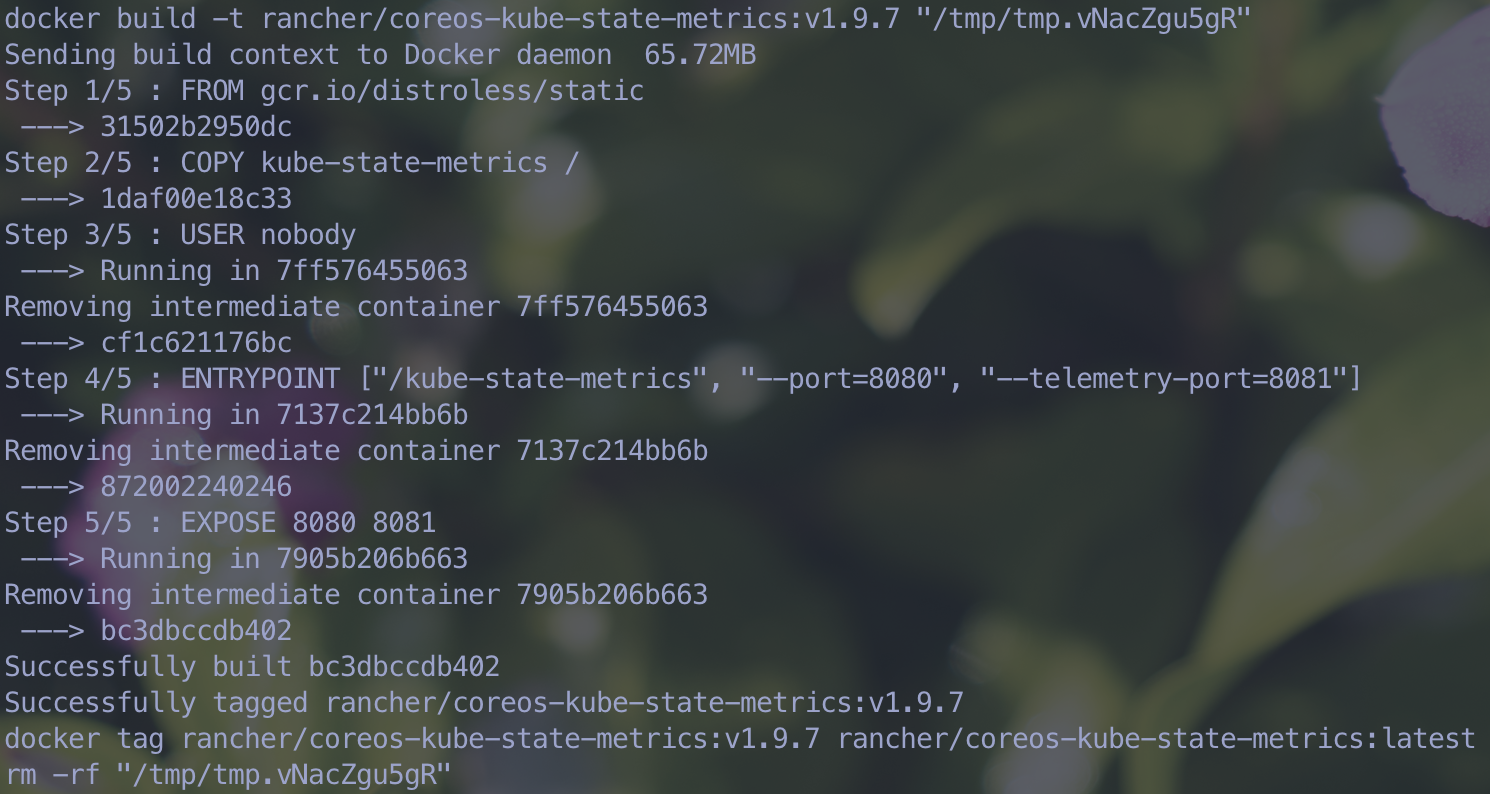 docker build -t rancher/coreos-kube-state-metrics:v1.9.7 "/tmp/tmp.vNacZgu5gR"
Sending build context to Docker daemon  65.72MB
Step 1/5 : FROM gcr.io/distroless/static
 ---> 31502b2950dc
Step 2/5 : COPY kube-state-metrics /
 ---> 1daf00e18c33
Step 3/5 : USER nobody
 ---> Running in 7ff576455063
Removing intermediate container 7ff576455063
 ---> cf1c621176bc
Step 4/5 : ENTRYPOINT ["/kube-state-metrics", "--port=8080", "--telemetry-port=8081"]
 ---> Running in 7137c214bb6b
Removing intermediate container 7137c214bb6b
 ---> 872002240246
Step 5/5 : EXPOSE 8080 8081
 ---> Running in 7905b206b663
Removing intermediate container 7905b206b663
 ---> bc3dbccdb402
Successfully built bc3dbccdb402
Successfully tagged rancher/coreos-kube-state-metrics:v1.9.7
docker tag rancher/coreos-kube-state-metrics:v1.9.7 rancher/coreos-kube-state-metrics:latest
rm -rf "/tmp/tmp.vNacZgu5gR"